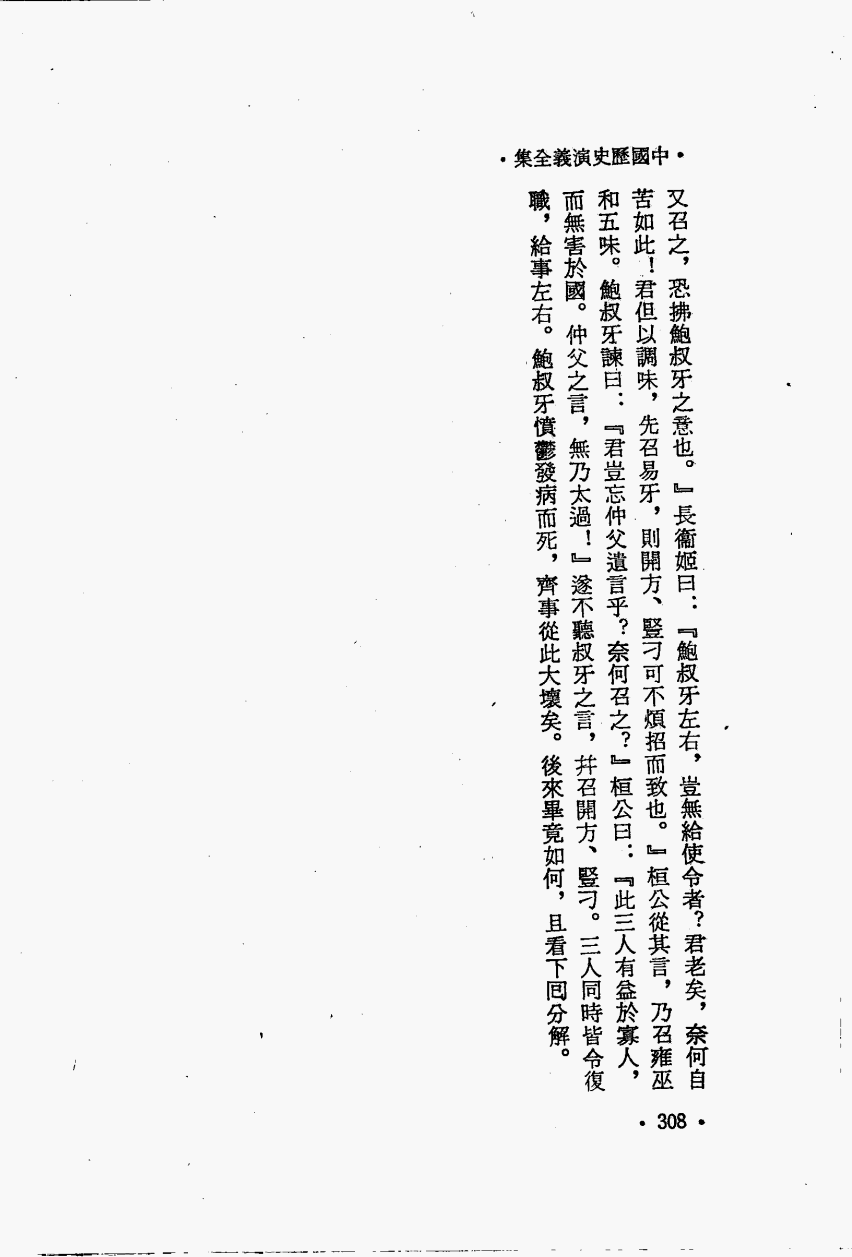 •中國歷史演義全集•
又召之，恐拂鮑叔牙之意也。』長衞姬曰：『鮑叔牙左右，豈無給使令者？君老矣，奈何自
苦如此！君但以調味，先召易牙，則開方、豎刁可不煩招而致也。』桓公從其言，乃召雍巫
和五味。鮑叔牙諫曰：『君豈忘仲父遺言乎？奈何召之？』桓公曰：『此三人有益於寡人，
而無害於國。仲父之言，無乃太過！』遂不聽叔牙之言，幷召開方、豎刁。三人同時皆令復
職，給事左右。鮑叔牙憤鬱發病而死，齊事從此大壞矣。後來畢竟如何，且看下囘分解。
•308•